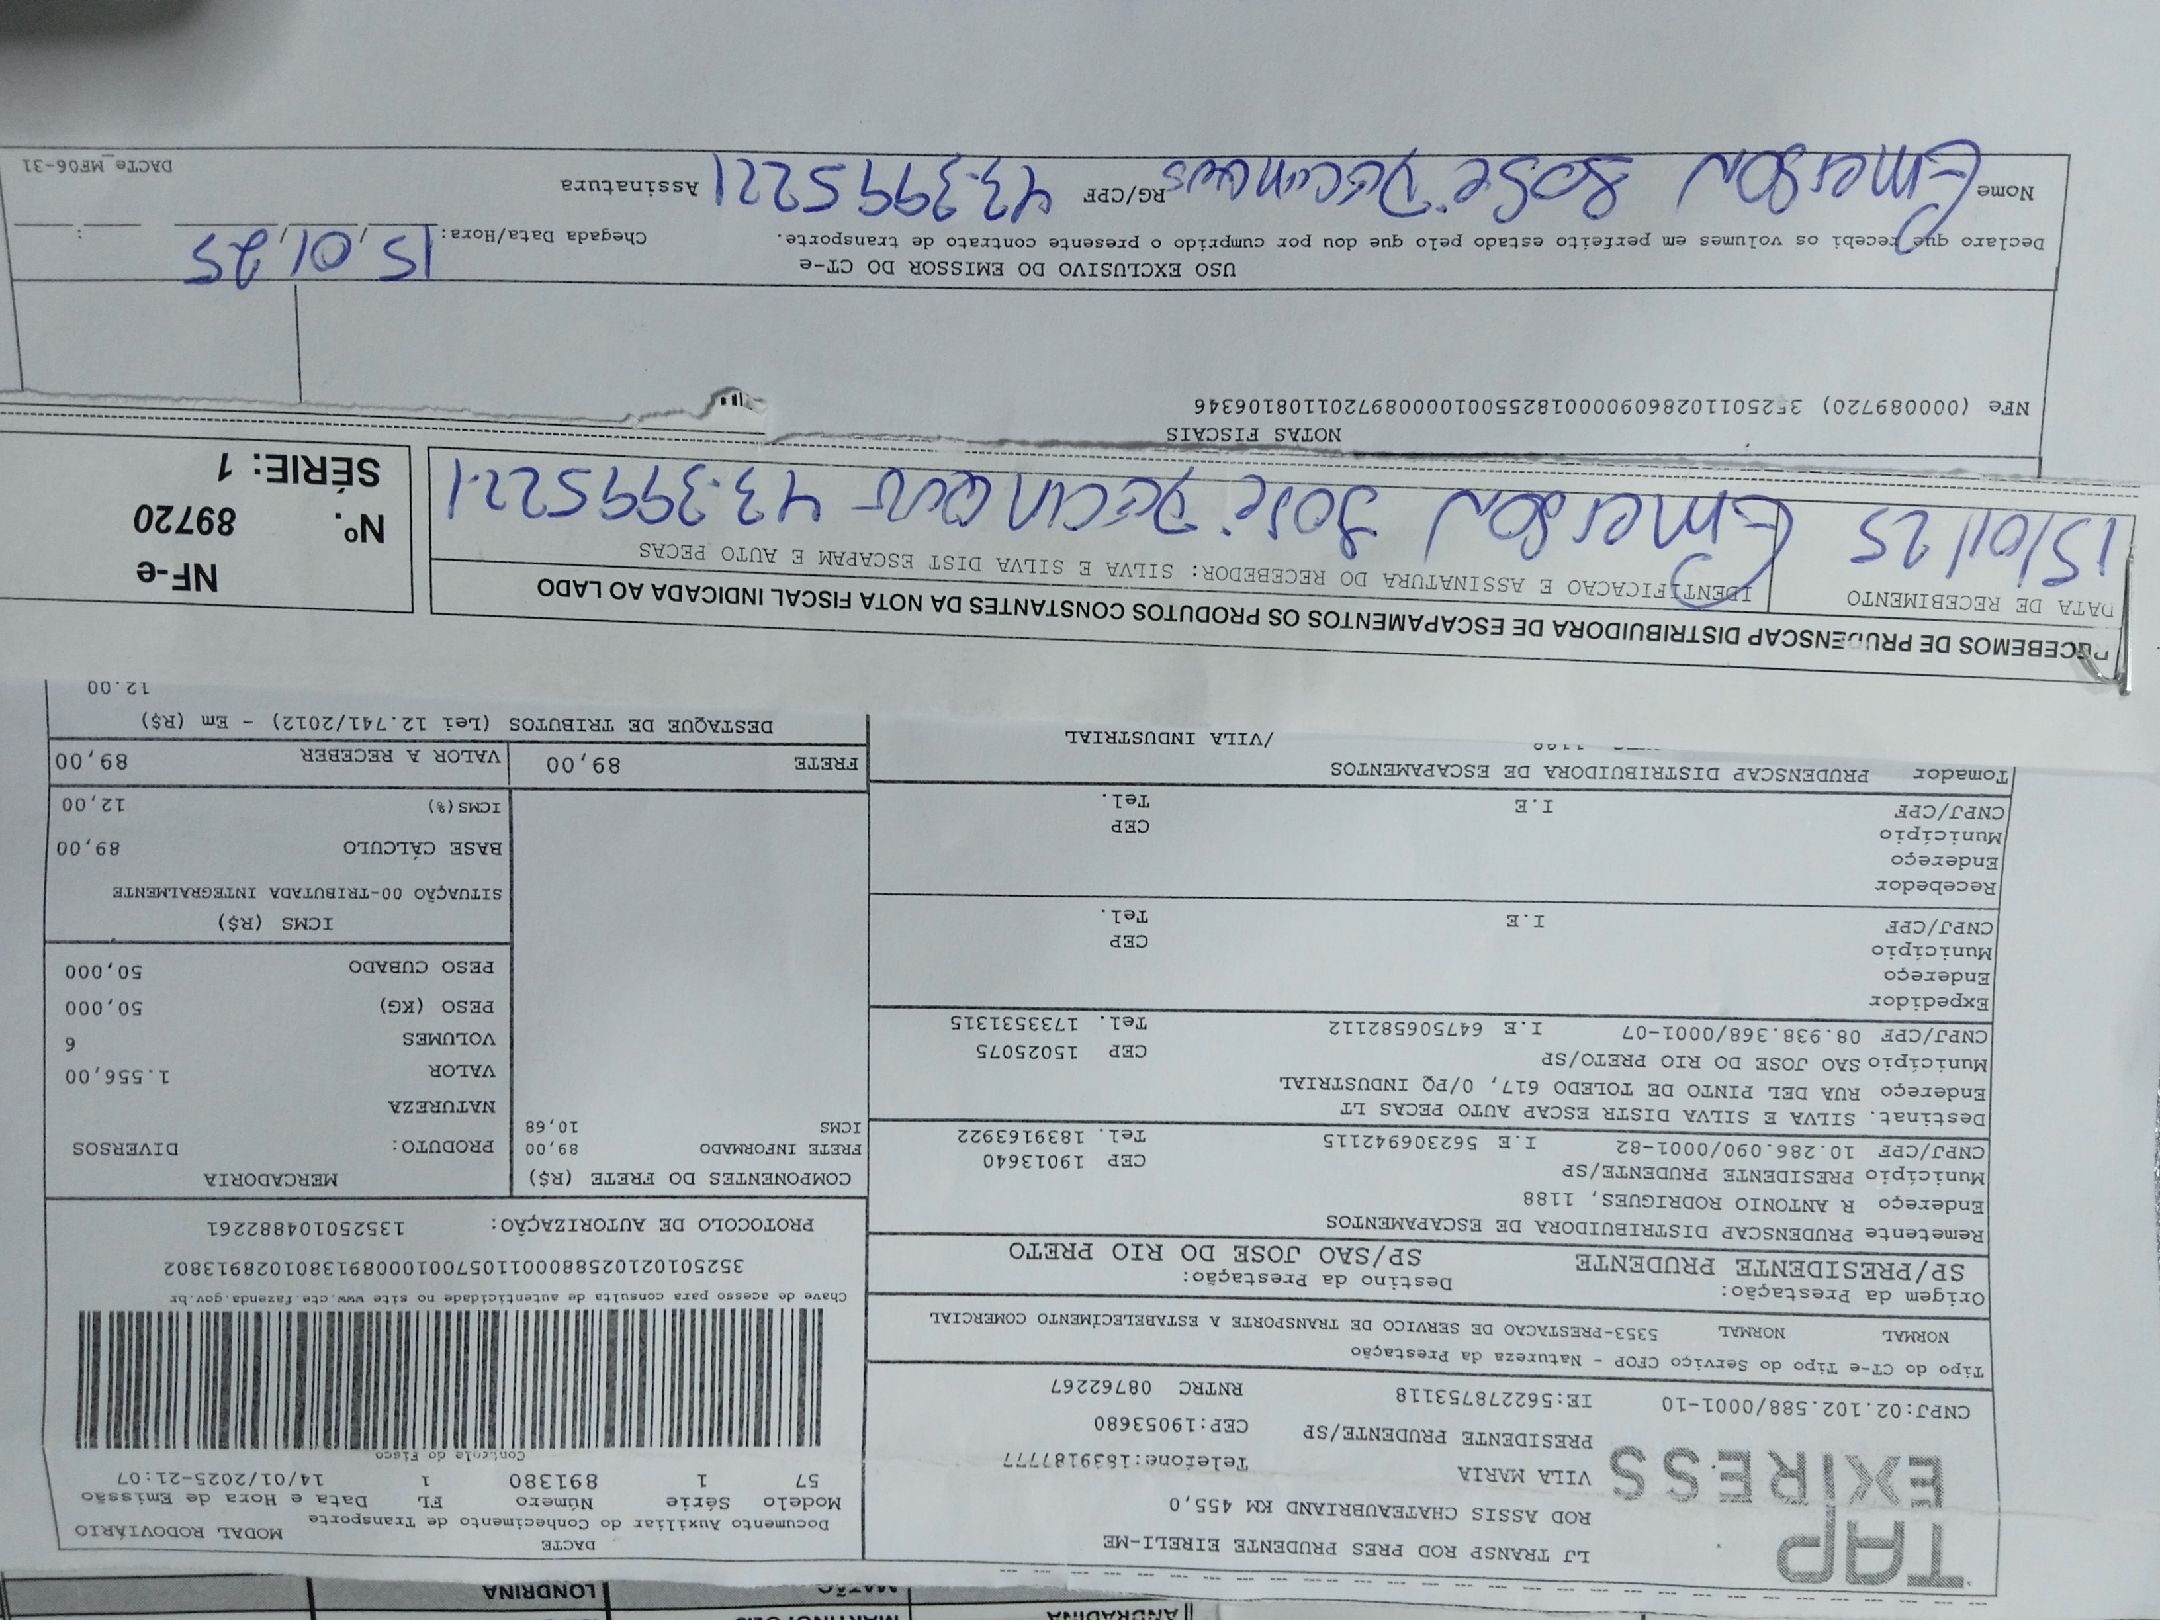 ANDRADINA
MARTINÓPOLIS
MATÃO
LONDRINA
TAP
EXPRESS
LJ TRANSP ROD PRES PRUDENTE EIRELI-ME
ROD ASSIS CHATEAUBRIAND KM 455,0
VILA MARIA Telefone:1839187777
PRESIDENTE PRUDENTE/SP CEP:19053680
CNPJ:02.102.588/0001-10 IE:562278753118 RNTRC 08762267
Tipo do CT-e Tipo do Serviço CFOP - Natureza da Prestação
NORMAL NORMAL 5353-PRESTACAO DE SERVICO DE TRANSPORTE A ESTABELECIMENTO COMERCIAL
Origem da Prestação: Destino da Prestação:
SP/PRESIDENTE PRUDENTE SP/SAO JOSE DO RIO PRETO
Remetente PRUDENSCAP DISTRIBUIDORA DE ESCAPAMENTOS
Endereço R ANTONIO RODRIGUES, 1188
Município PRESIDENTE PRUDENTE/SP CEP 19013640
CNPJ/CPF 10.286.090/0001-82 I.E 562306942115 Tel. 1839163922
Destinat. SILVA E SILVA DISTR ESCAP AUTO PECAS LT
Endereço RUA DEL PINTO DE TOLEDO 617, 0/PQ INDUSTRIAL
Município SAO JOSE DO RIO PRETO/SP CEP 15025075
CNPJ/CPF 08.938.368/0001-07 I.E 647506582112 Tel. 1733531315
Expedidor
Endereço
Município CEP
CNPJ/CPF I.E Tel.
Recebedor
Endereço
Município CEP
CNPJ/CPF I.E Tel.
Tomador PRUDENSCAP DISTRIBUIDORA DE ESCAPAMENTOS
/VILA INDUSTRIAL
DACTE
Documento Auxiliar do Conhecimento de Transporte MODAL RODOVIÁRIO
Modelo Série Número FL Data e Hora de Emissão
57 1 891380 1 14/01/2025-21:07
Controle do Fisco
Chave de acesso para consulta de autenticidade no site www.cte.fazenda.gov.br
35250102102588000110570010008913801028913802
PROTOCOLO DE AUTORIZAÇÃO: 135250104882261
COMPONENTES DO FRETE (R$)
FRETE INFORMADO 89,00
ICMS 10,68
MERCADORIA
PRODUTO: DIVERSOS
NATUREZA
VALOR 1.556,00
VOLUMES 6
PESO (KG) 50,000
PESO CUBADO 50,000
ICMS (R$)
SITUAÇÃO 00-TRIBUTADA INTEGRALMENTE
BASE CÁLCULO 89,00
ICMS(%) 12,00
FRETE 89,00 VALOR A RECEBER 89,00
DESTAQUE DE TRIBUTOS (Lei 12.741/2012) - Em (R$)
12.00
RECEBEMOS DE PRUDENSCAP DISTRIBUIDORA DE ESCAPAMENTOS OS PRODUTOS CONSTANTES DA NOTA FISCAL INDICADA AO LADO
DATA DE RECEBIMENTO IDENTIFICACAO E ASSINATURA DO RECEBEDOR: SILVA E SILVA DIST ESCAPAM E AUTO PECAS
15/01/25 Emerson José 43.3995221
NF-e
Nº. 89720
SÉRIE: 1
NOTAS FISCAIS
NFe (000089720) 35250110286090000182550010000897201108106346
USO EXCLUSIVO DO EMISSOR DO CT-e
Declaro que recebi os volumes em perfeito estado pelo que dou por cumprido o presente contrato de transporte. Chegada Data/Hora: 15/01/25 :
Nome Emerson José RG/CPF 43.3995221 Assinatura
DACTe_MF06-31